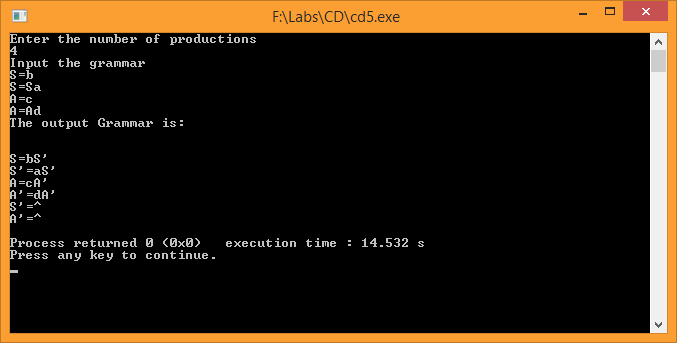 F:\Labs\CD\cd5.exe
Enter the number of productions
4
Input the grammar
S=b
S=Sa
A=c
A=Ad
The output Grammar is:
S=bS'
S'=aS'
A=cA'
A'=dA'
S'=^
A'=^
Process returned 0 (0x0)   execution time : 14.532 s
Press any key to continue.